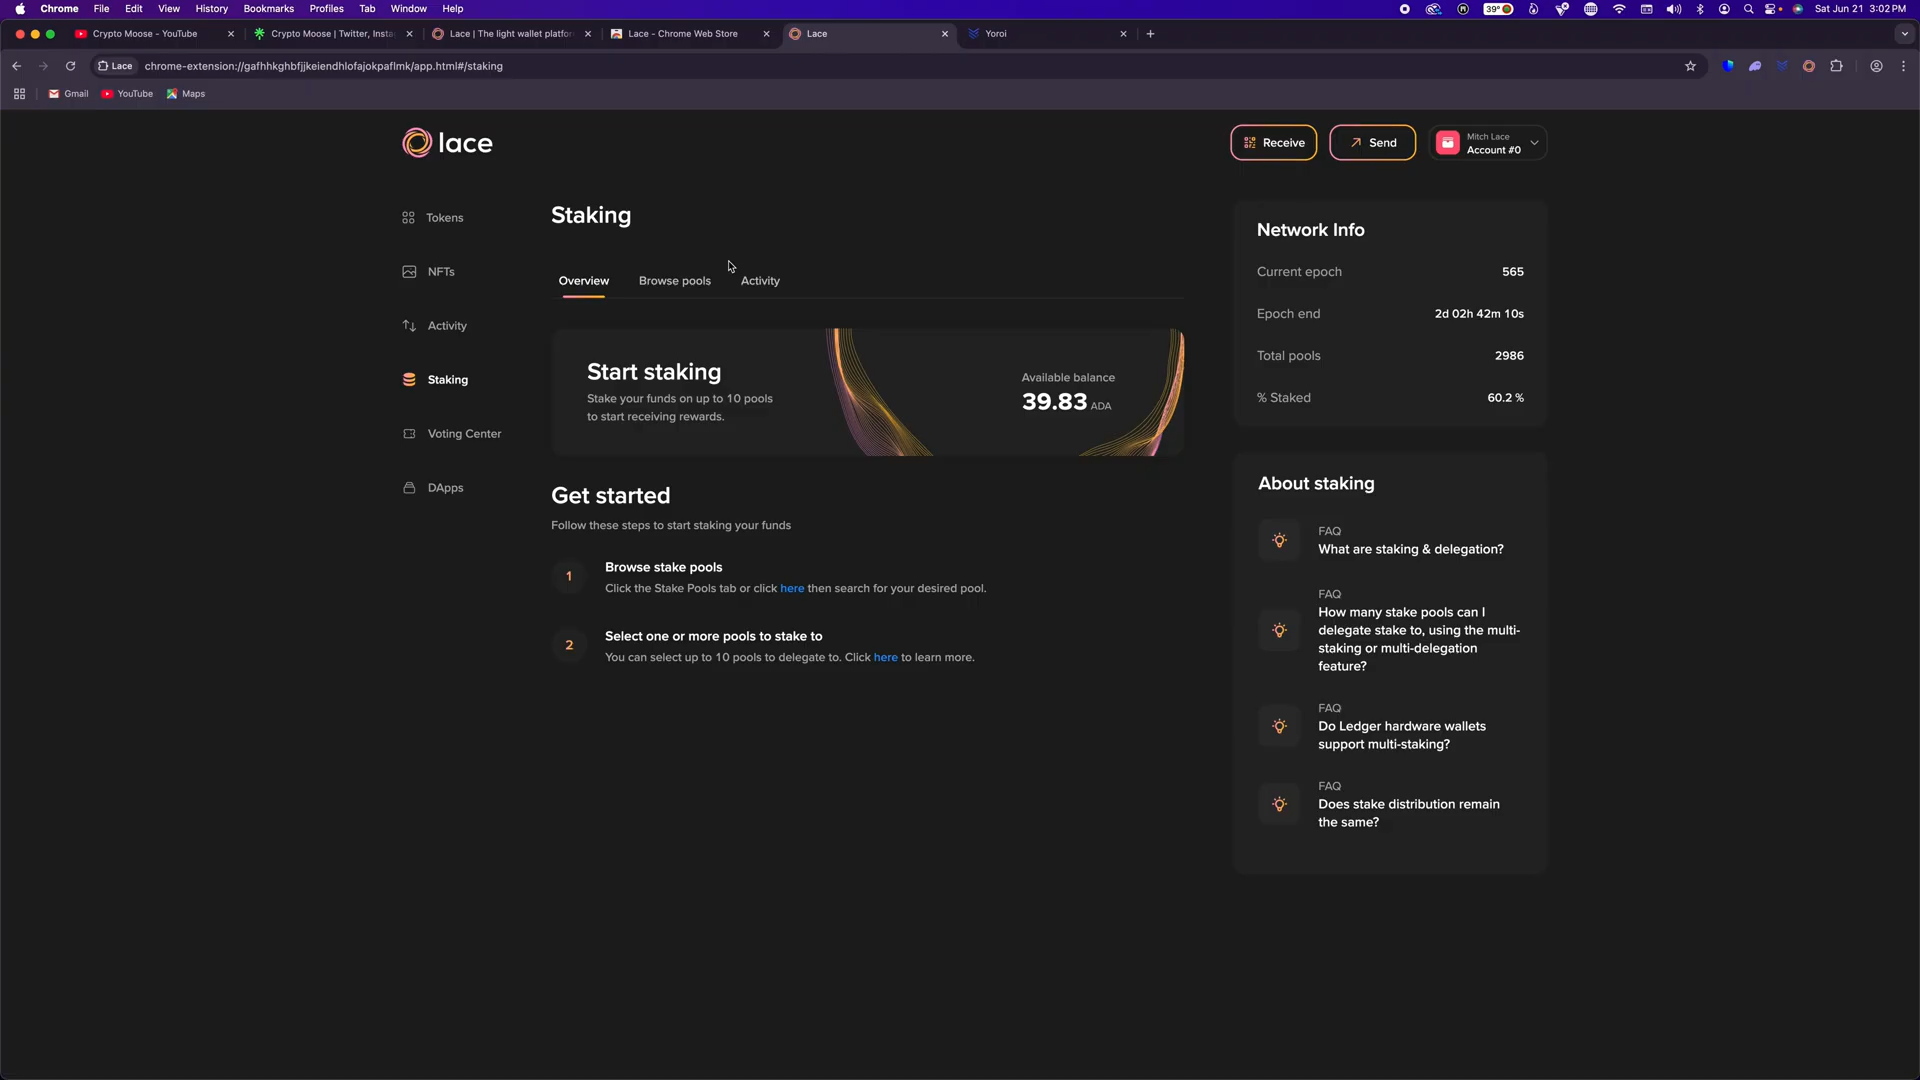 Chrome File Edit View History Bookmarks Profiles Tab Window Help
39° Sat Jun 21 3:02 PM
Crypto Moose - YouTube
Crypto Moose | Twitter, Insta
Lace | The light wallet platfor
Lace - Chrome Web Store
Lace
Yoroi
Lace chrome-extension://gafhhkghbfjjkeiendhlofajokpaflmk/app.html#/staking
Gmail YouTube Maps
lace
Receive
Send
Mitch Lace
Account #0
Tokens
NFTs
Activity
Staking
Voting Center
DApps
Staking
Overview Browse pools Activity
Start staking
Stake your funds on up to 10 pools
to start receiving rewards.
Available balance
39.83 ADA
Get started
Follow these steps to start staking your funds
1
Browse stake pools
Click the Stake Pools tab or click here then search for your desired pool.
2
Select one or more pools to stake to
You can select up to 10 pools to delegate to. Click here to learn more.
Network Info
Current epoch 565
Epoch end 2d 02h 42m 10s
Total pools 2986
% Staked 60.2 %
About staking
FAQ
What are staking & delegation?
FAQ
How many stake pools can I
delegate stake to, using the multi-
staking or multi-delegation
feature?
FAQ
Do Ledger hardware wallets
support multi-staking?
FAQ
Does stake distribution remain
the same?